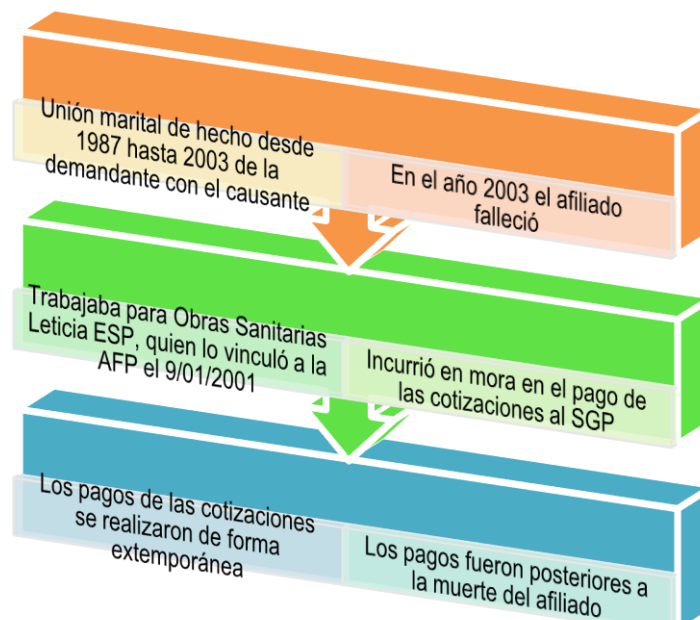 Unión marital de hecho desde
1987 hasta 2003 de la
demandante con el causante
En el año 2003 el afiliado
falleció
Trabajaba para Obras Sanitarias
Leticia ESP, quien lo vinculó a la
AFP el 9/01/2001
Incurrió en mora en el pago de
las cotizaciones al SGP
Los pagos de las cotizaciones
se realizaron de forma
extemporánea
Los pagos fueron posteriores a
la muerte del afiliado